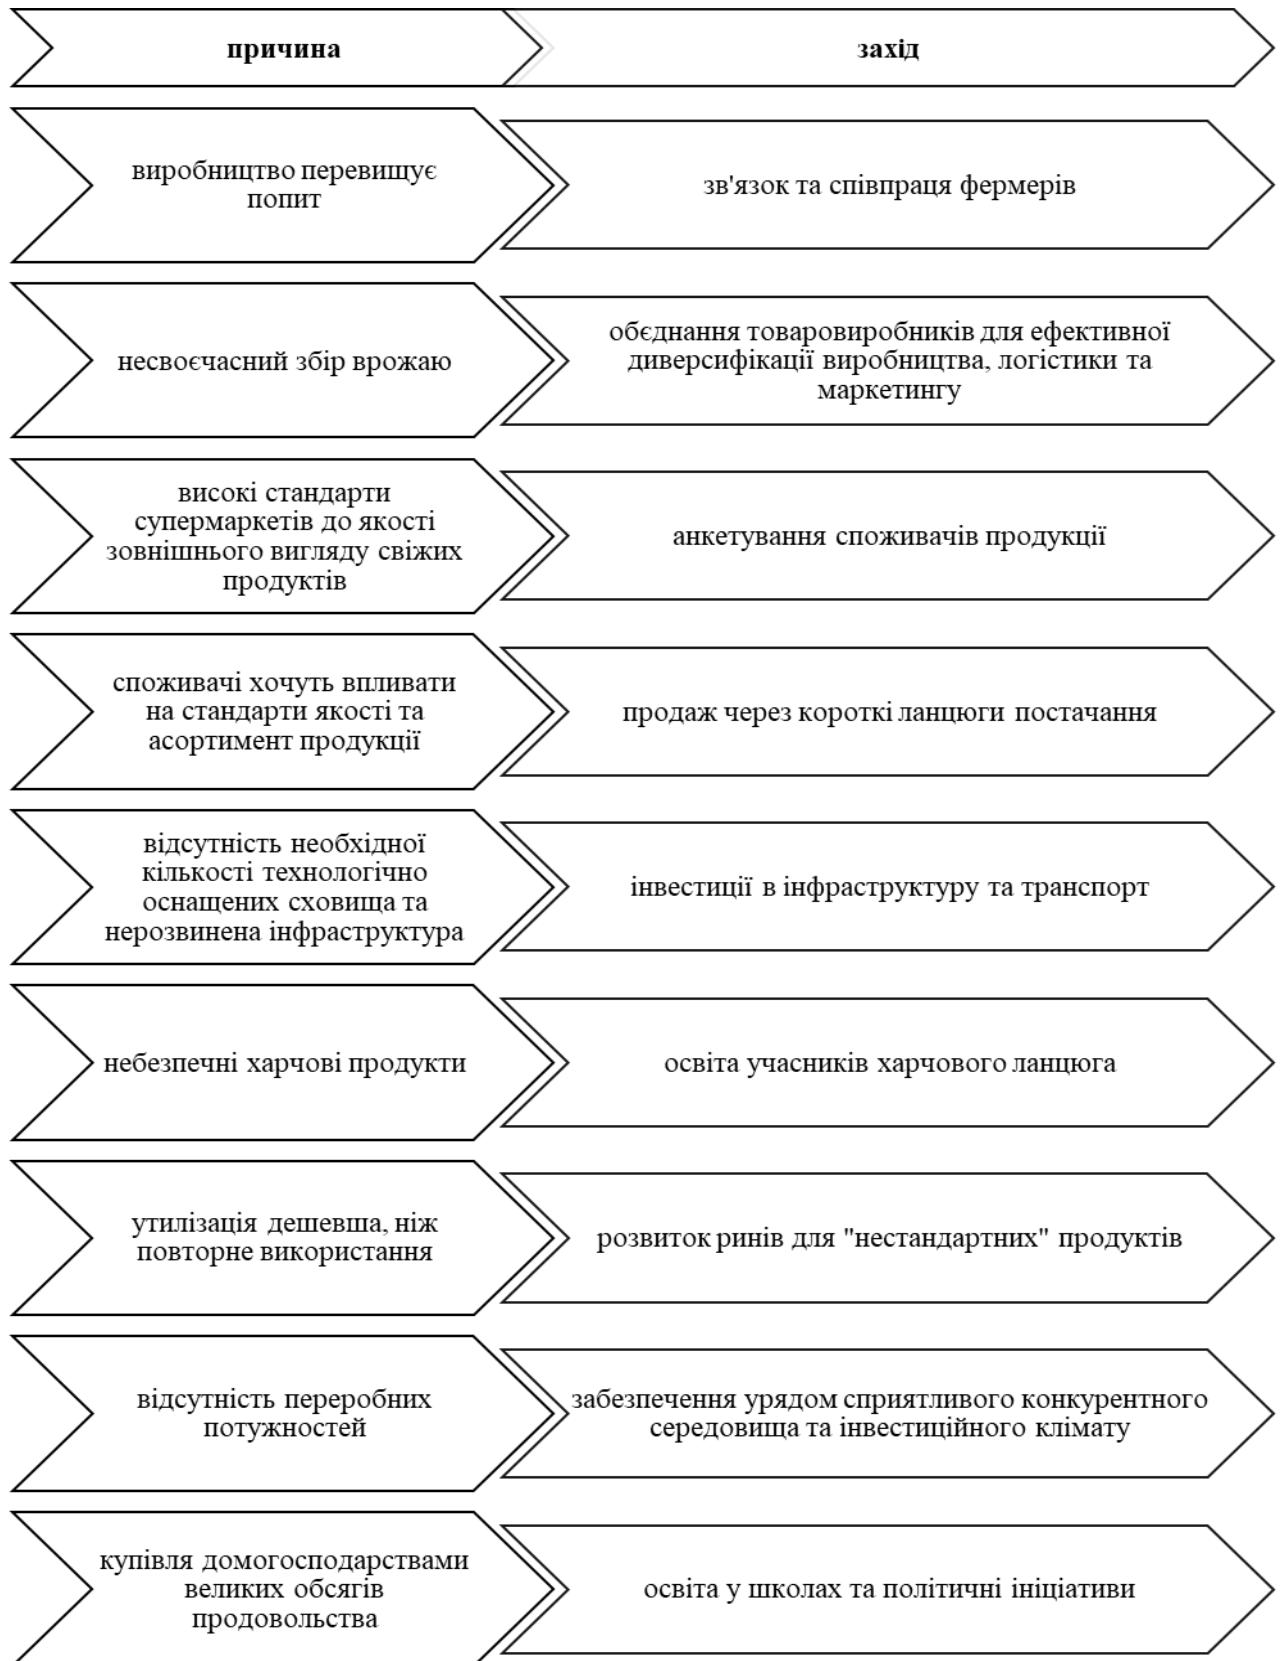 причина
захід
виробництво перевищує
попит
зв'язок та співпраця фермерів
несвоєчасний збір врожаю
обєднання товаровиробників для ефективної
диверсифікації виробництва, логістики та
маркетингу
високі стандарти
супермаркетів до якості
зовнішнього вигляду свіжих
продуктів
анкетування споживачів продукції
споживачі хочуть впливати
на стандарти якості та
асортимент продукції
продаж через короткі ланцюги постачання
відсутність необхідної
кількості технологічно
оснащених сховища та
нерозвинена інфраструктура
інвестиції в інфраструктуру та транспорт
небезпечні харчові продукти
освіта учасників харчового ланцюга
утилізація дешевша, ніж
повторне використання
розвиток ринів для "нестандартних" продуктів
відсутність переробних
потужностей
забезпечення урядом сприятливого конкурентного
середовища та інвестиційного клімату
купівля домогосподарствами
великих обсягів
продовольства
освіта у школах та політичні ініціативи